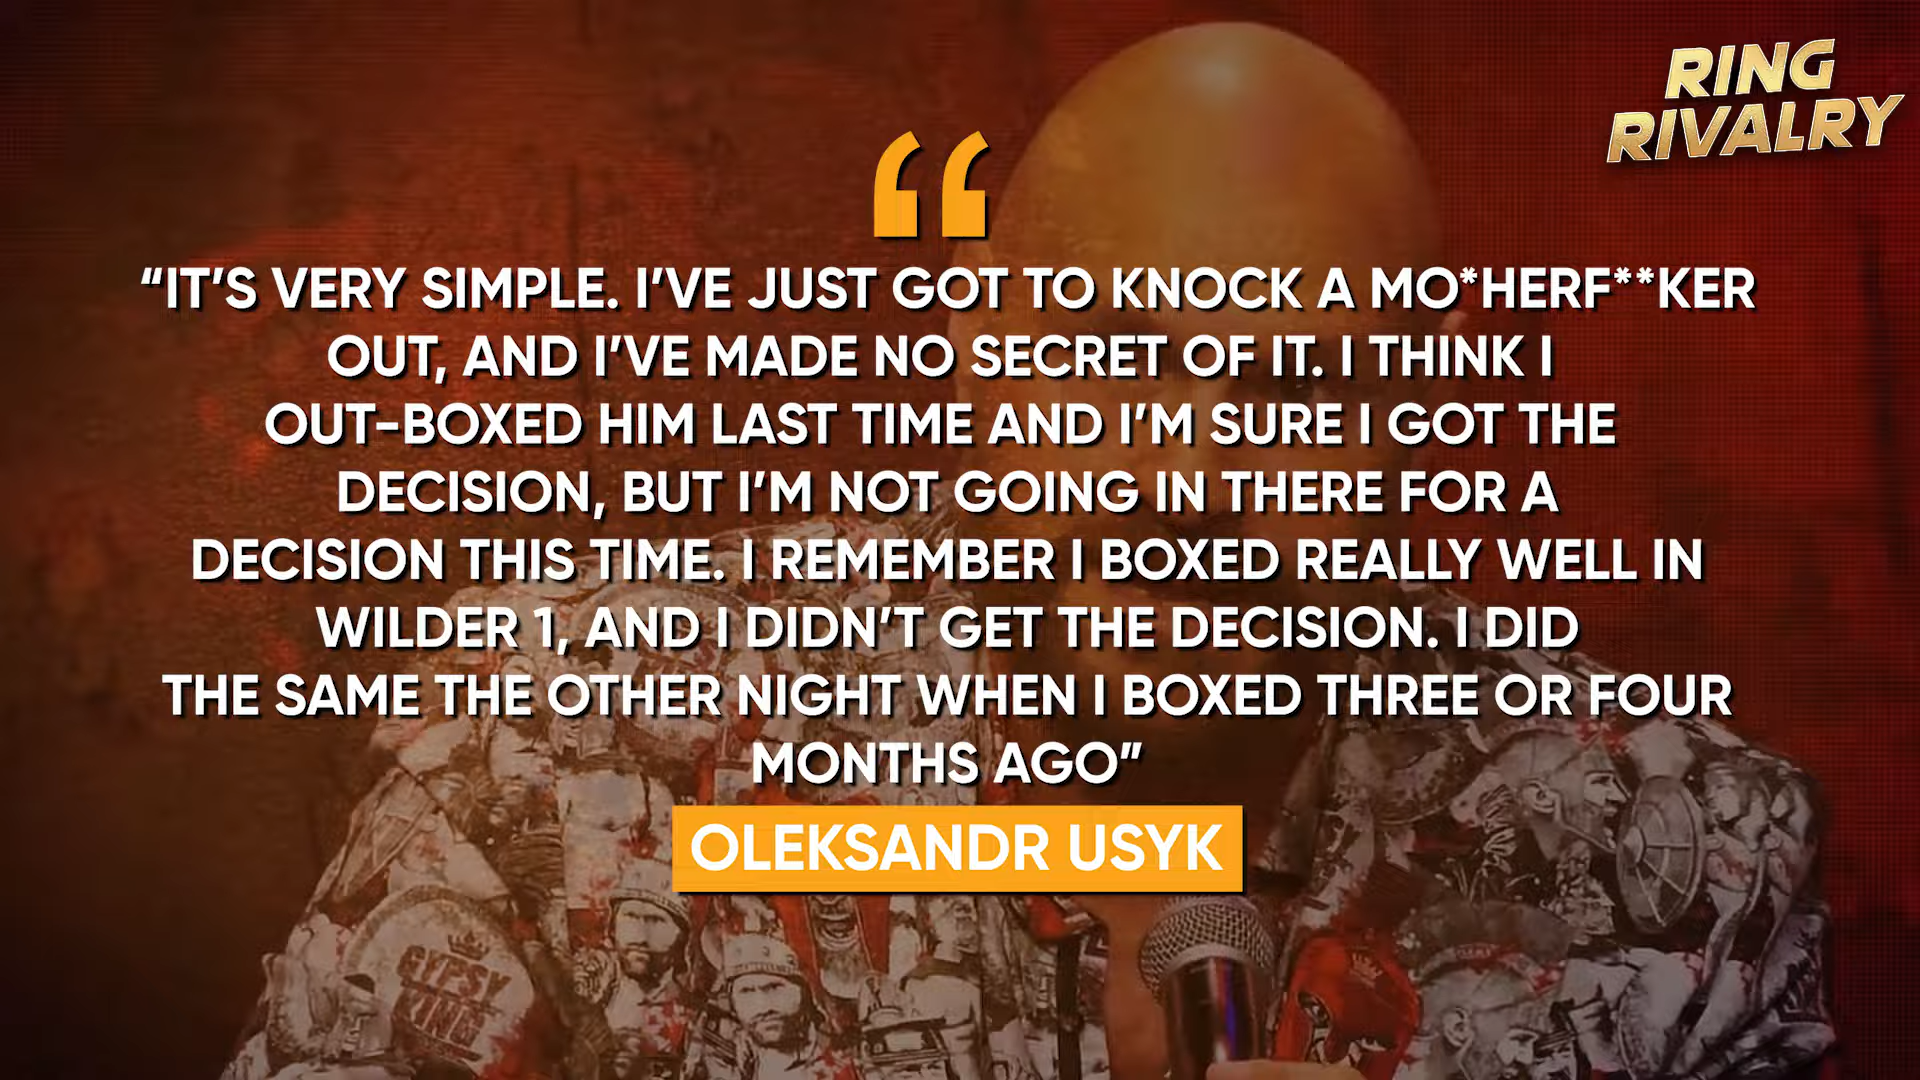 RING
RIVALRY
“
“IT’S VERY SIMPLE. I’VE JUST GOT TO KNOCK A MO*HERF**KER
OUT, AND I’VE MADE NO SECRET OF IT. I THINK I
OUT-BOXED HIM LAST TIME AND I’M SURE I GOT THE
DECISION, BUT I’M NOT GOING IN THERE FOR A
DECISION THIS TIME. I REMEMBER I BOXED REALLY WELL IN
WILDER 1, AND I DIDN’T GET THE DECISION. I DID
THE SAME THE OTHER NIGHT WHEN I BOXED THREE OR FOUR
MONTHS AGO”
OLEKSANDR USYK
GYPSY
KING